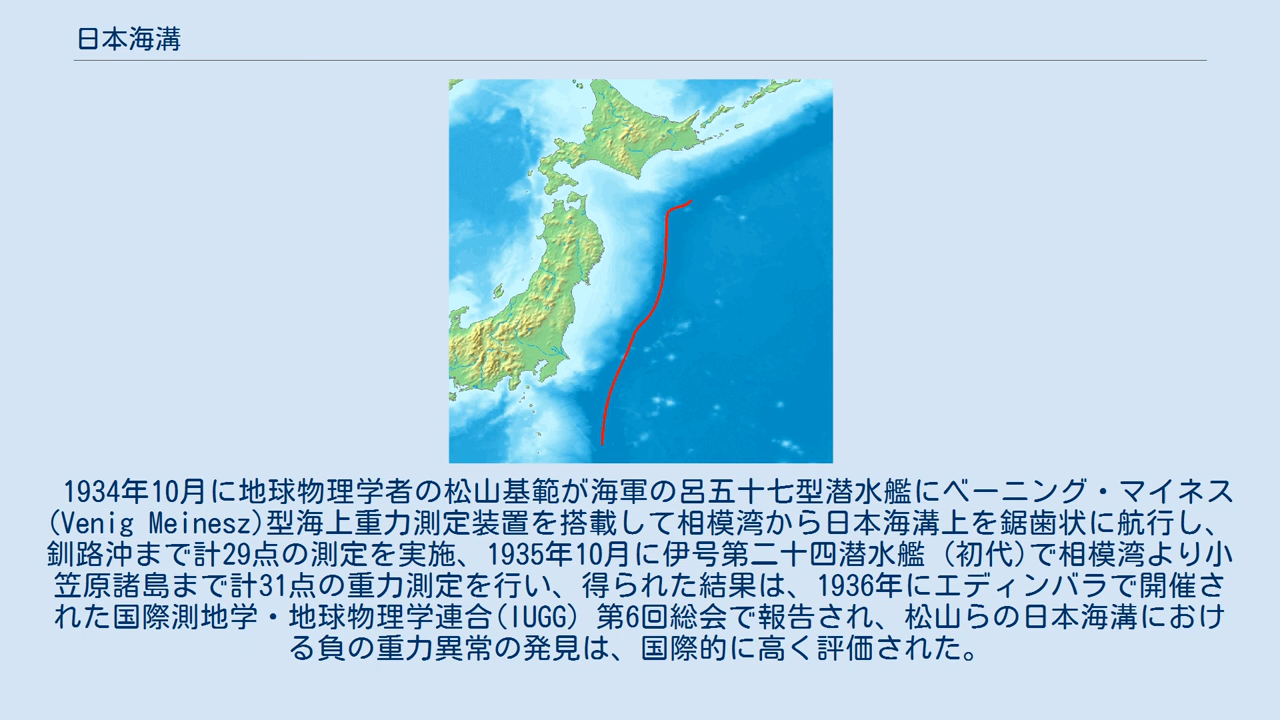 日本海溝
1934年10月に地球物理学者の松山基範が海軍の呂五十七型潜水艦にベーニング・マイネス
(Venig Meinesz)型海上重力測定装置を搭載して相模湾から日本海溝上を鋸歯状に航行し、
釧路沖まで計29点の測定を実施、1935年10月に伊号第二十四潜水艦 (初代)で相模湾より小
笠原諸島まで計31点の重力測定を行い、得られた結果は、1936年にエディンバラで開催さ
れた国際測地学・地球物理学連合(IUGG) 第6回総会で報告され、松山らの日本海溝におけ
る負の重力異常の発見は、国際的に高く評価された。